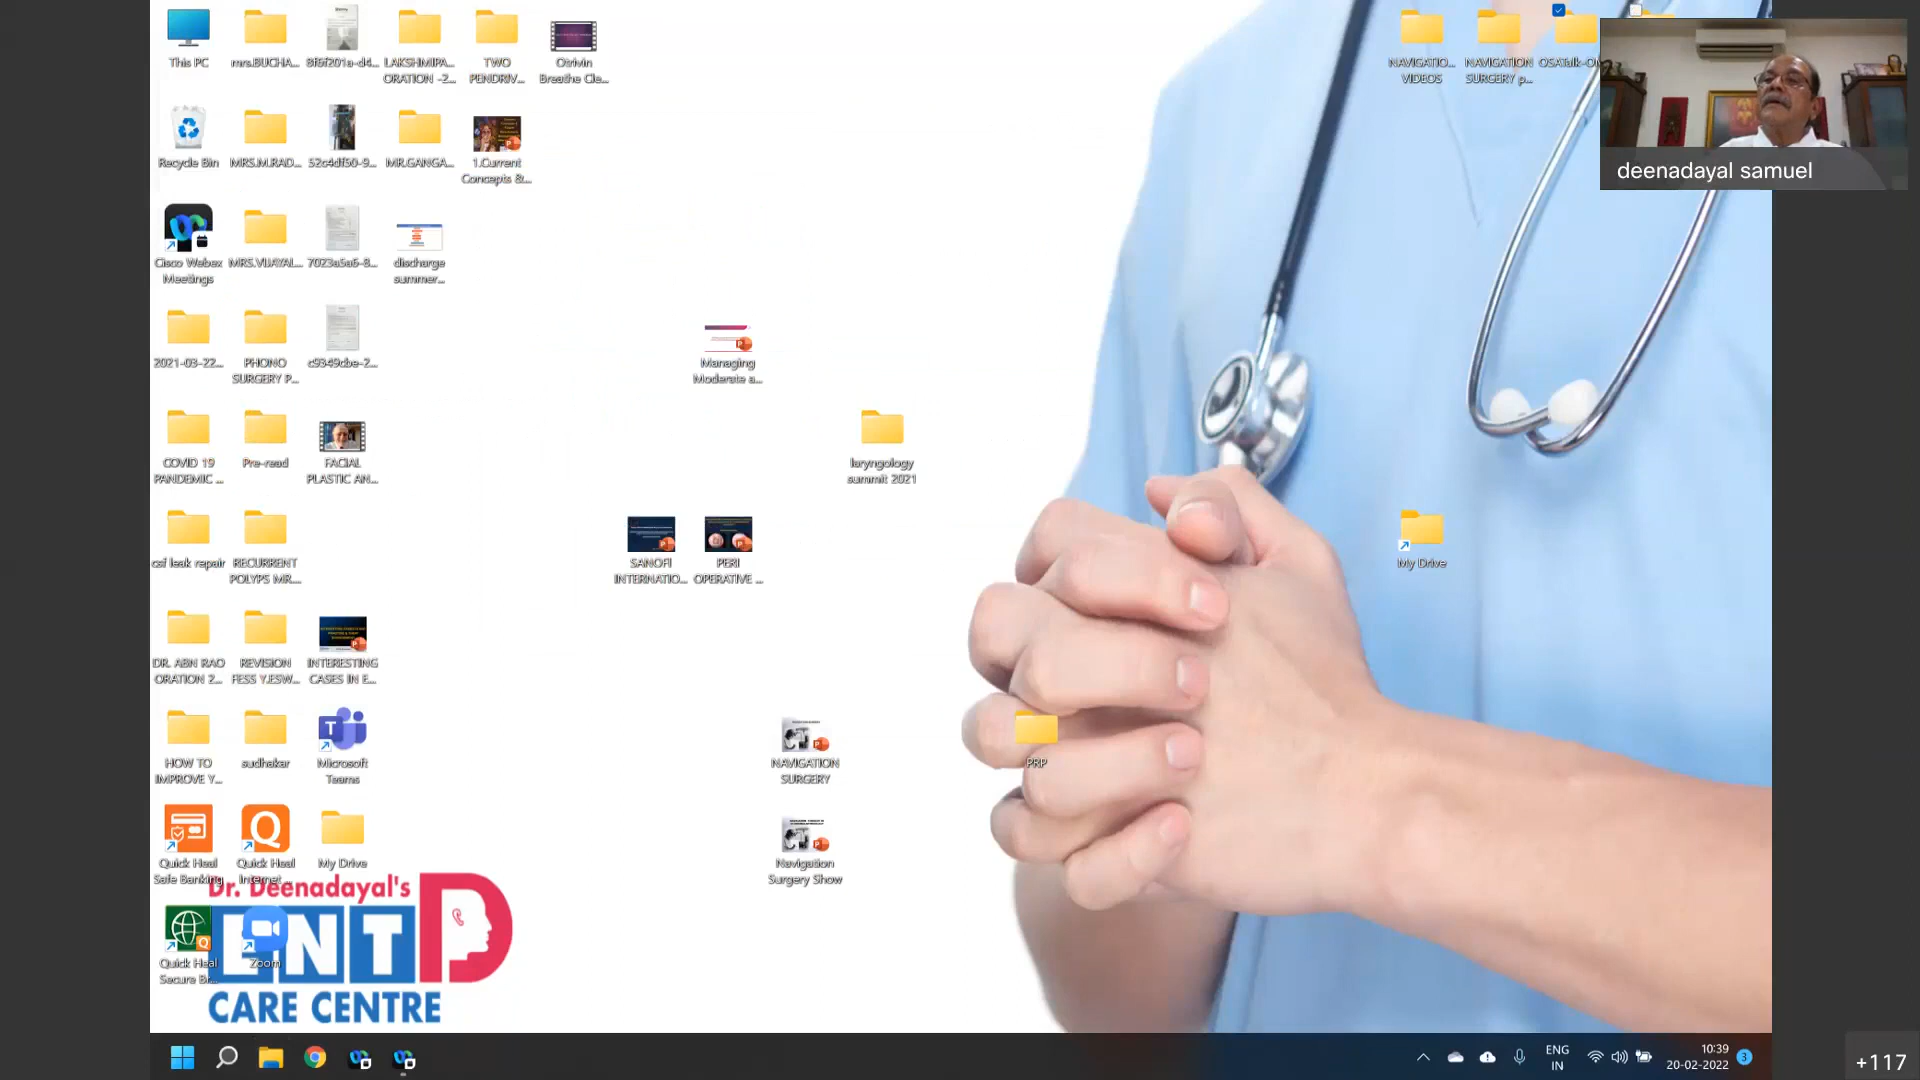 This PC
mrs.BUCHA...
8f6f201a-d4...
LAKSHMIPA...
ORATION -2...
TWO
PENDRIV...
Otrivin
Breathe Cle...
NAVIGATIO...
VIDEOS
NAVIGATION
SURGERY p...
deenadayal samuel
Recycle Bin
MRS.M.RAD...
52c4df50-9...
MR.GANGA...
1.Current
Concepts &...
Cisco Webex
Meetings
MRS.VIJAYAL...
7023a5a6-8...
discharge
summer...
2021-03-22...
PHONO
SURGERY P...
c9349cbe-2...
Managing
Moderate a...
COVID 19
PANDEMIC ...
Pre-read
FACIAL
PLASTIC AN...
laryngology
summit 2021
csf leak repair
RECURRENT
POLYPS MR....
SANOFI
INTERNATIO...
PERI
OPERATIVE ...
My Drive
DR. ABN RAO
ORATION 2...
REVISION
FESS Y.ESW...
INTERESTING
CASES IN E...
HOW TO
IMPROVE Y...
sudhakar
Microsoft
Teams
NAVIGATION
SURGERY
PRP
Quick Heal
Safe Banking
Quick Heal
Internet ...
My Drive
Navigation
Surgery Show
Dr. Deenadayal's
ENT
CARE CENTRE
Quick Heal
Secure Br...
Zoom
ENG
IN
10:39
20-02-2022
3
+117